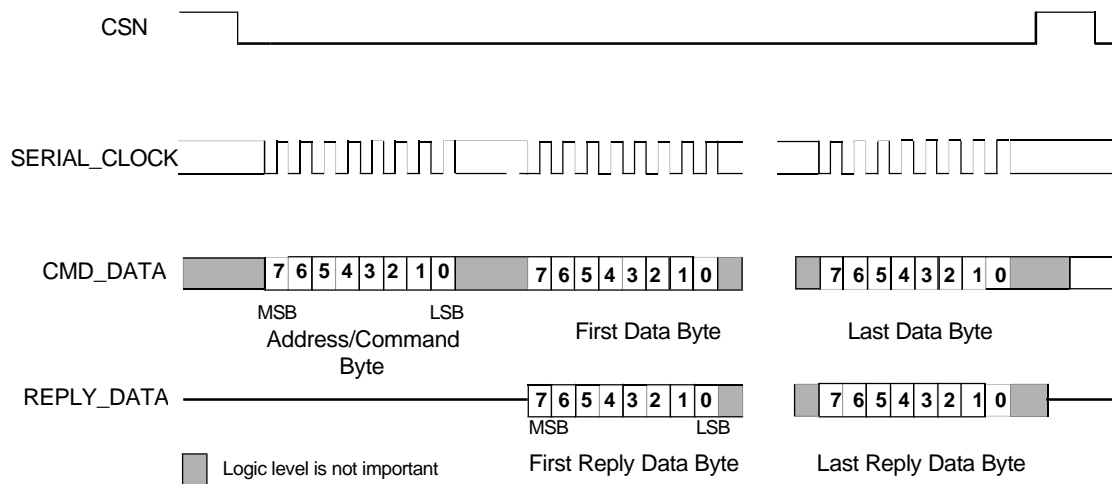 CSN
SERIAL_CLOCK
CMD_DATA
7 6 5 4 3 2 1 0
7 6 5 4 3 2 1 0
7 6 5 4 3 2 1 0
MSB
LSB
Address/Command
Byte
First Data Byte
Last Data Byte
REPLY_DATA
7 6 5 4 3 2 1 0
7 6 5 4 3 2 1 0
MSB
LSB
First Reply Data Byte
Last Reply Data Byte
Logic level is not important